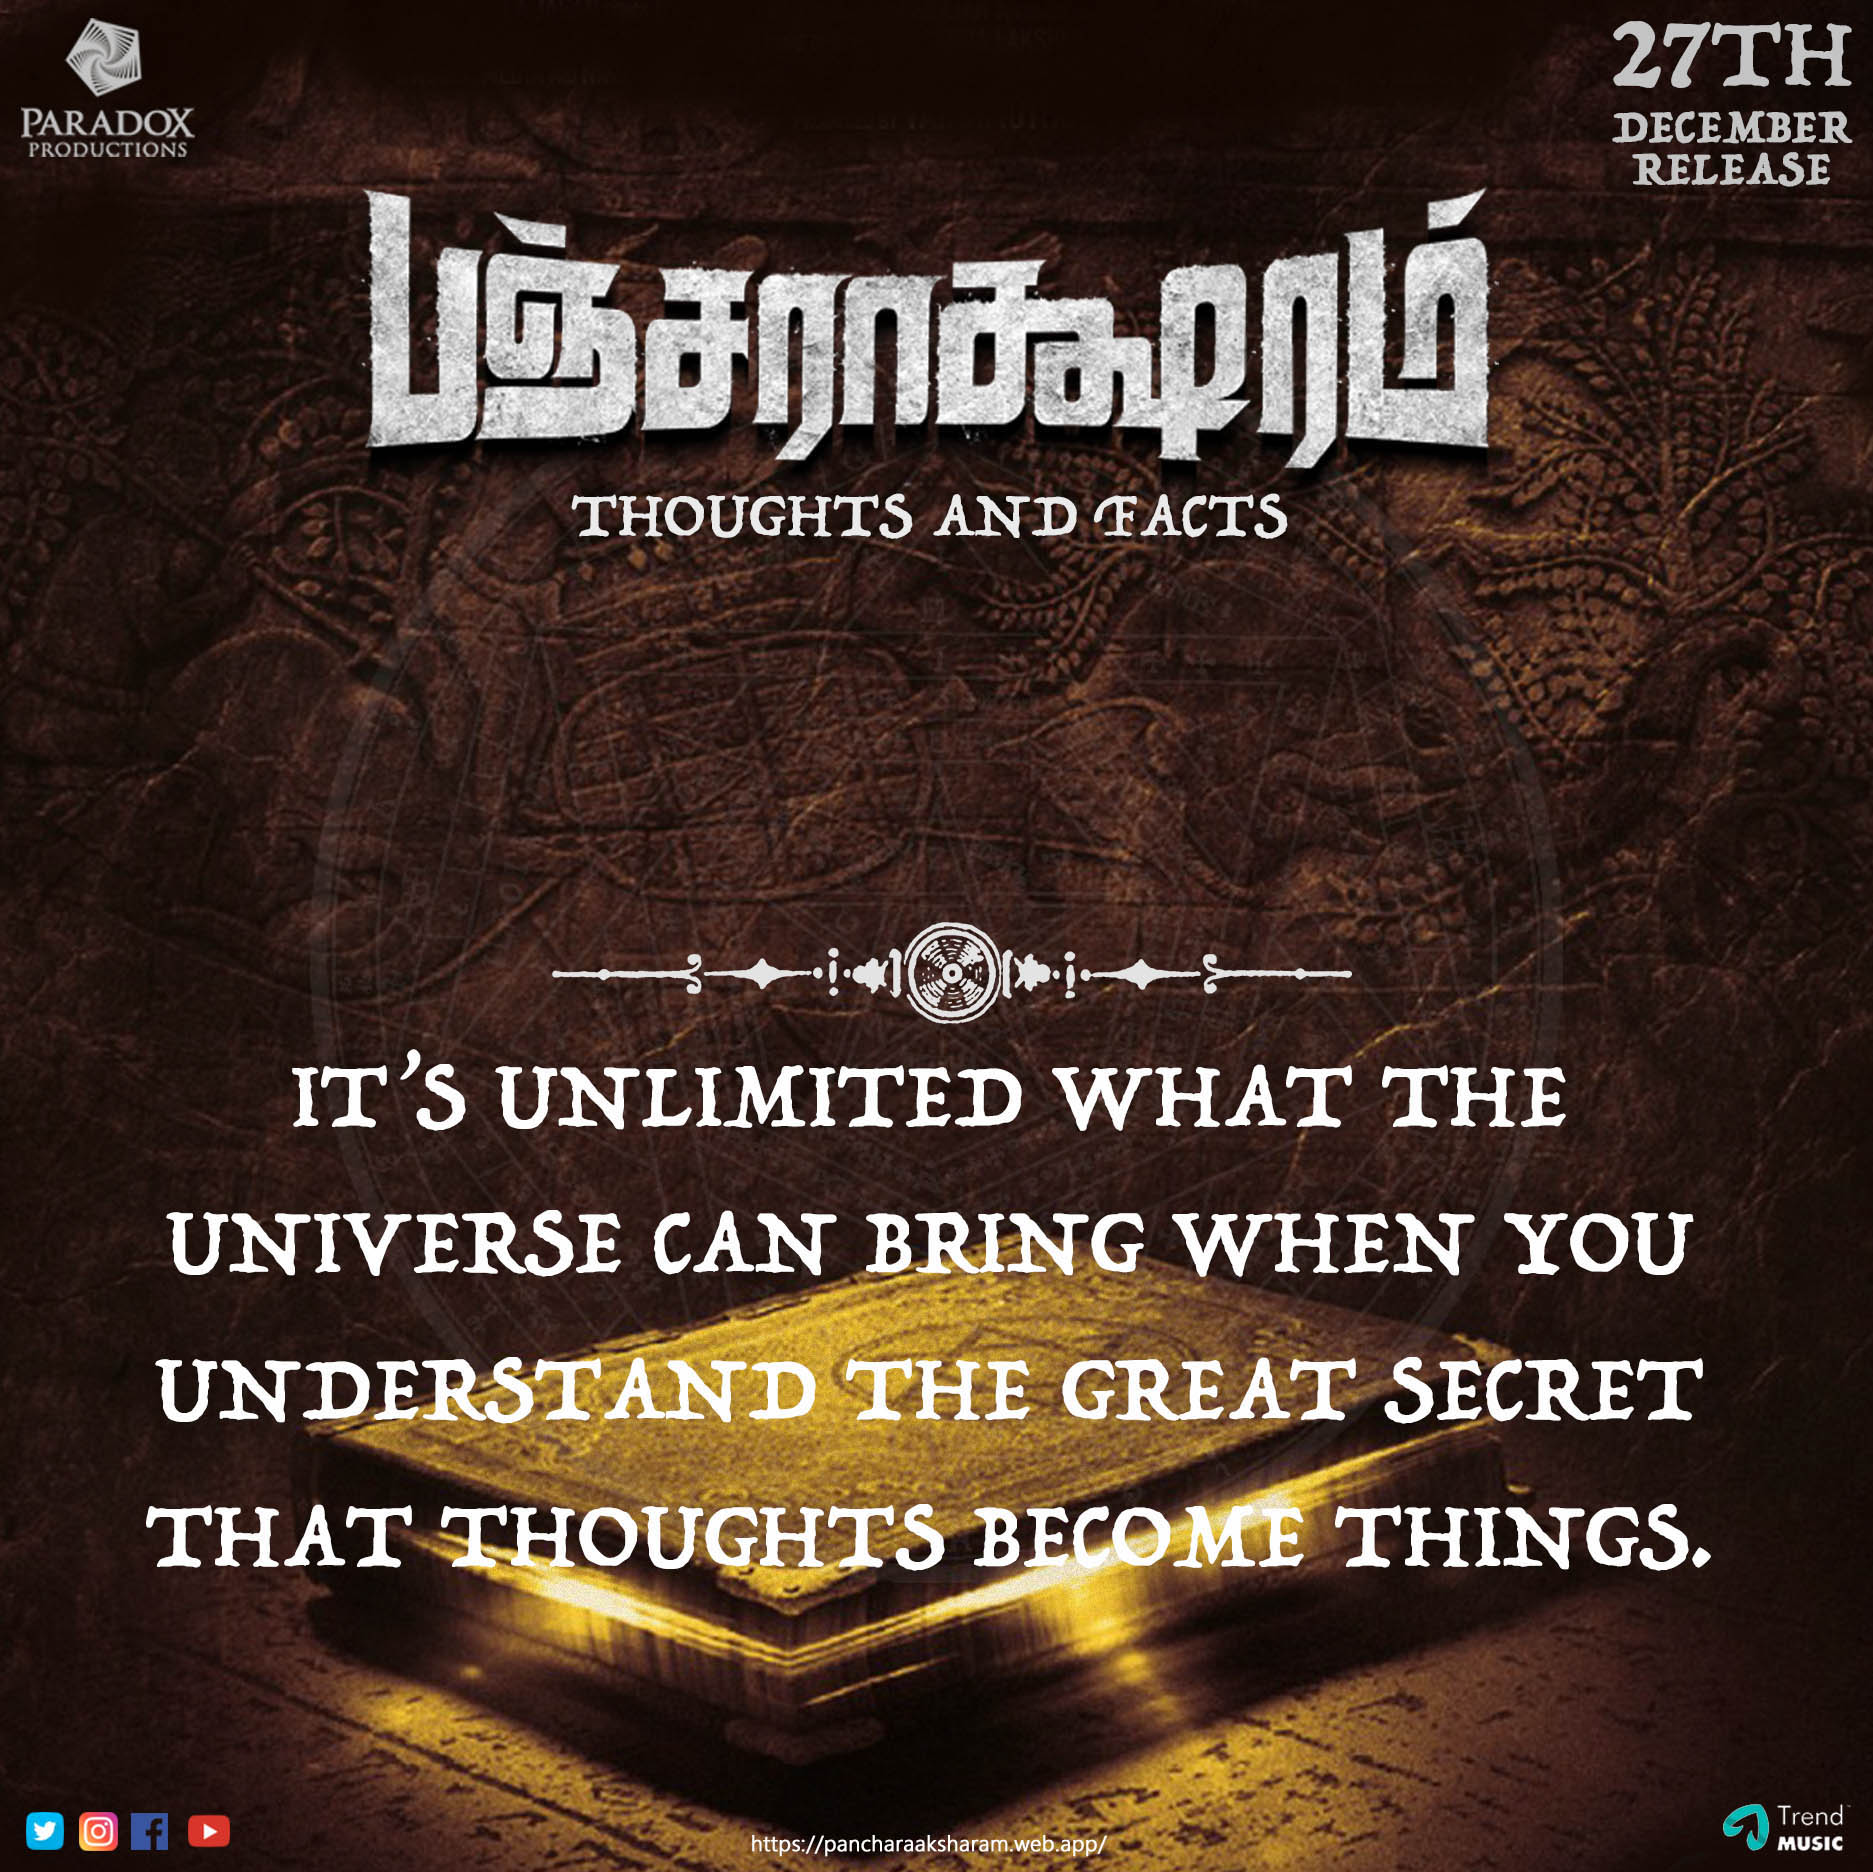 PARADOX
PRODUCTIONS
27TH
DECEMBER
RELEASE
பஞ்சராக்ஷரம்
THOUGHTS AND FACTS
IT'S UNLIMITED WHAT THE
UNIVERSE CAN BRING WHEN YOU
UNDERSTAND THE GREAT SECRET
THAT THOUGHTS BECOME THINGS.
https://pancharaaksharam.web.app/
Trend
MUSIC